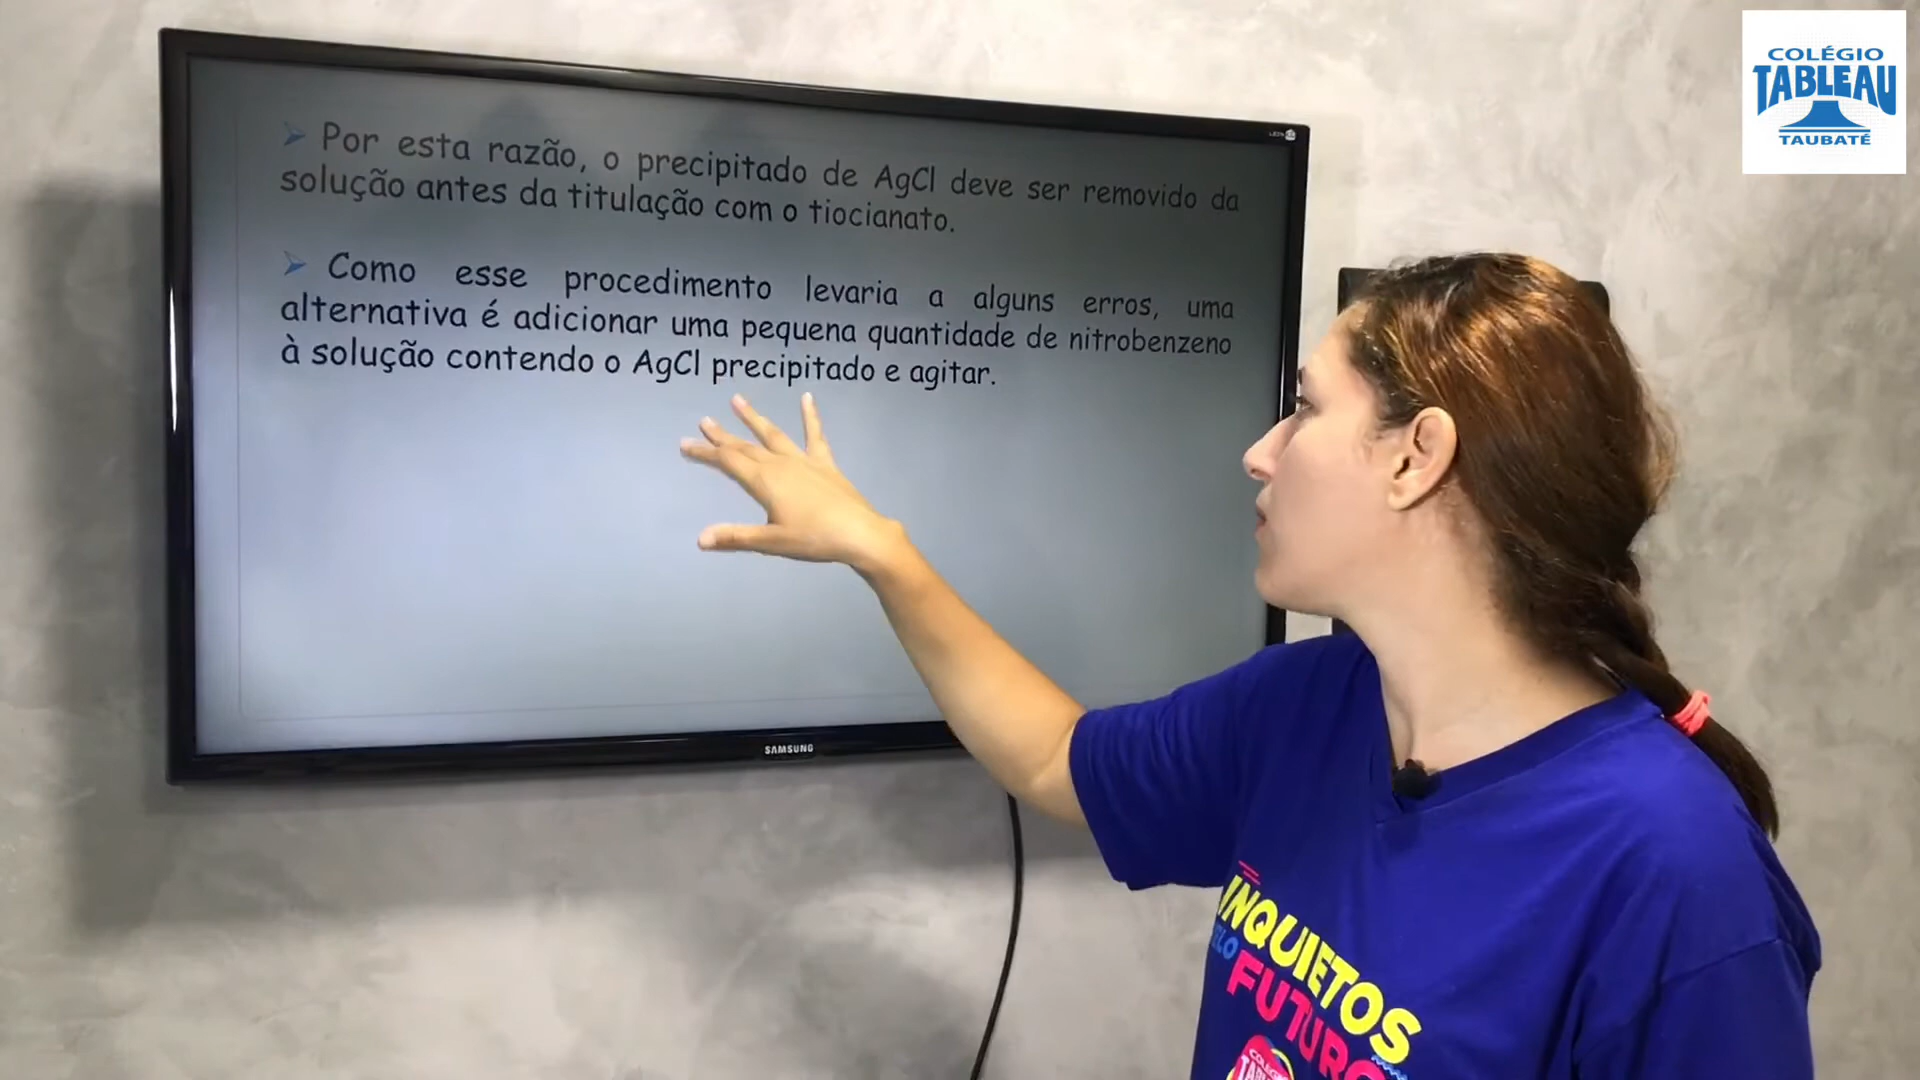 COLÉGIO
TABLEAU
TAUBATÉ
Por esta razão, o precipitado de AgCl deve ser removido da
solução antes da titulação com o tiocianato.
Como esse procedimento levaria a alguns erros, uma
alternativa é adicionar uma pequena quantidade de nitrobenzeno
à solução contendo o AgCl precipitado e agitar.
SAMSUNG
INQUIETOS
FUTURO